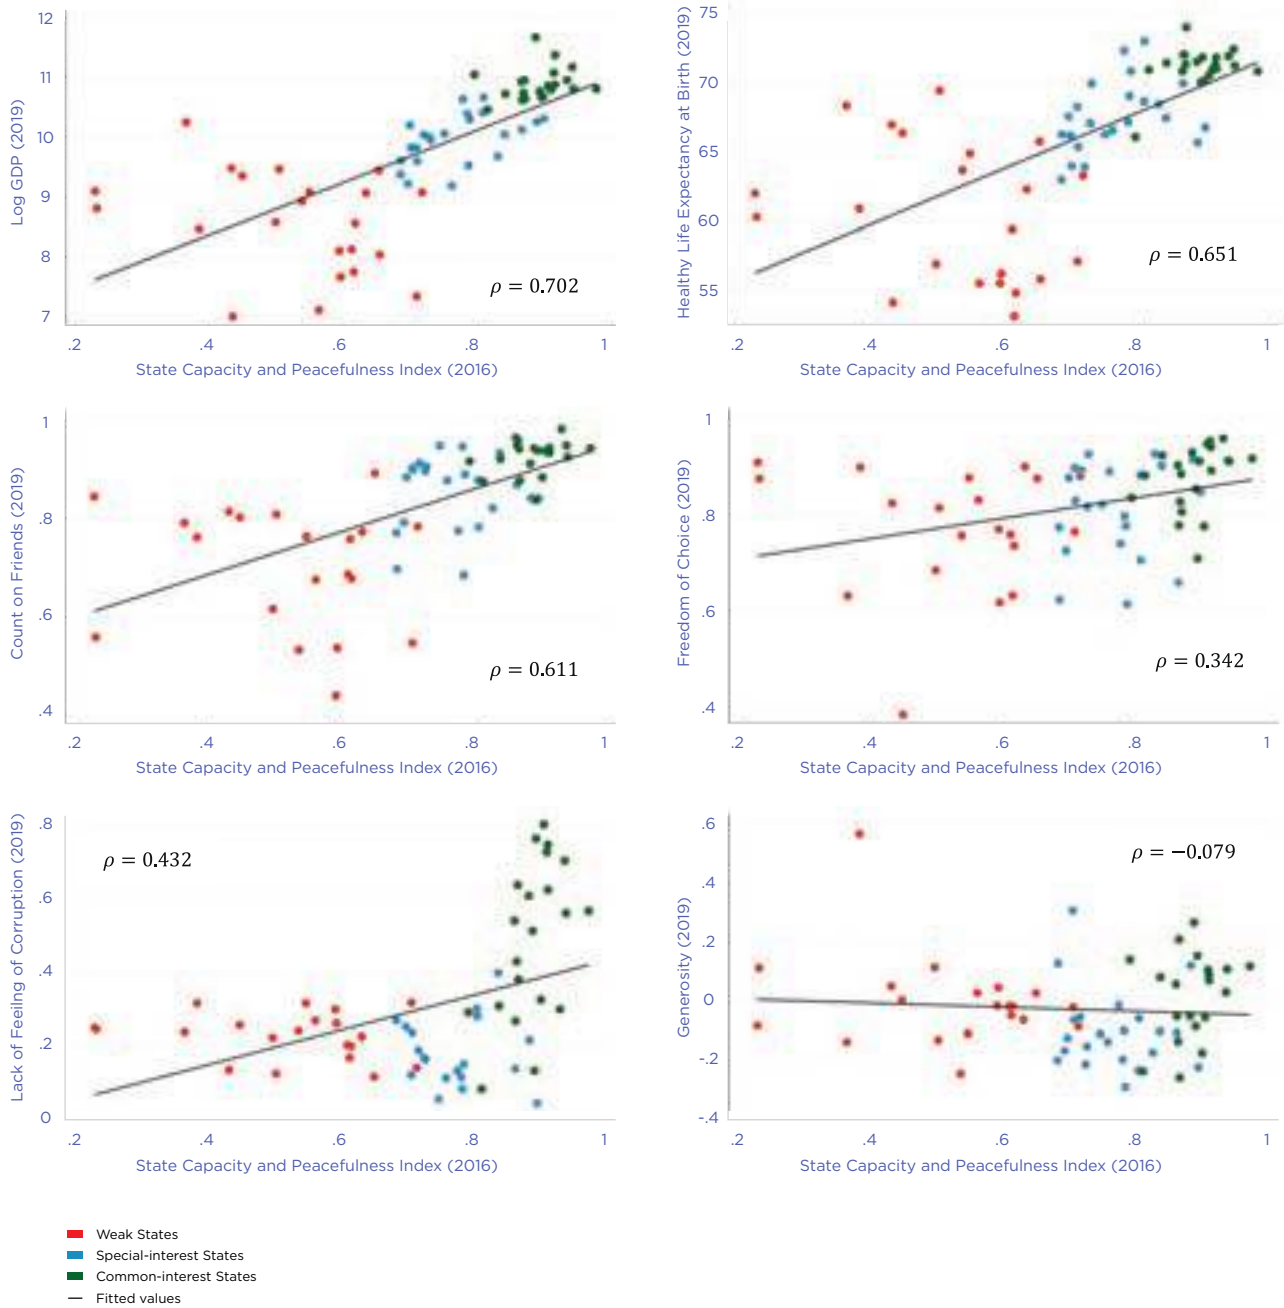 12
11
10
9
8
7
Log GDP (2019)
ρ = 0.702
.2 .4 .6 .8 1
State Capacity and Peacefulness Index (2016)
75
70
65
60
55
Healthy Life Expectancy at Birth (2019)
ρ = 0.651
.2 .4 .6 .8 1
State Capacity and Peacefulness Index (2016)
1
.8
.6
.4
Count on Friends (2019)
ρ = 0.611
.2 .4 .6 .8 1
State Capacity and Peacefulness Index (2016)
1
.8
.6
.4
Freedom of Choice (2019)
ρ = 0.342
.2 .4 .6 .8 1
State Capacity and Peacefulness Index (2016)
.8
.6
.4
.2
0
Lack of Feeling of Corruption (2019)
ρ = 0.432
.2 .4 .6 .8 1
State Capacity and Peacefulness Index (2016)
.6
.4
.2
0
-.2
-.4
Generosity (2019)
ρ = −0.079
.2 .4 .6 .8 1
State Capacity and Peacefulness Index (2016)
Weak States
Special-interest States
Common-interest States
Fitted values